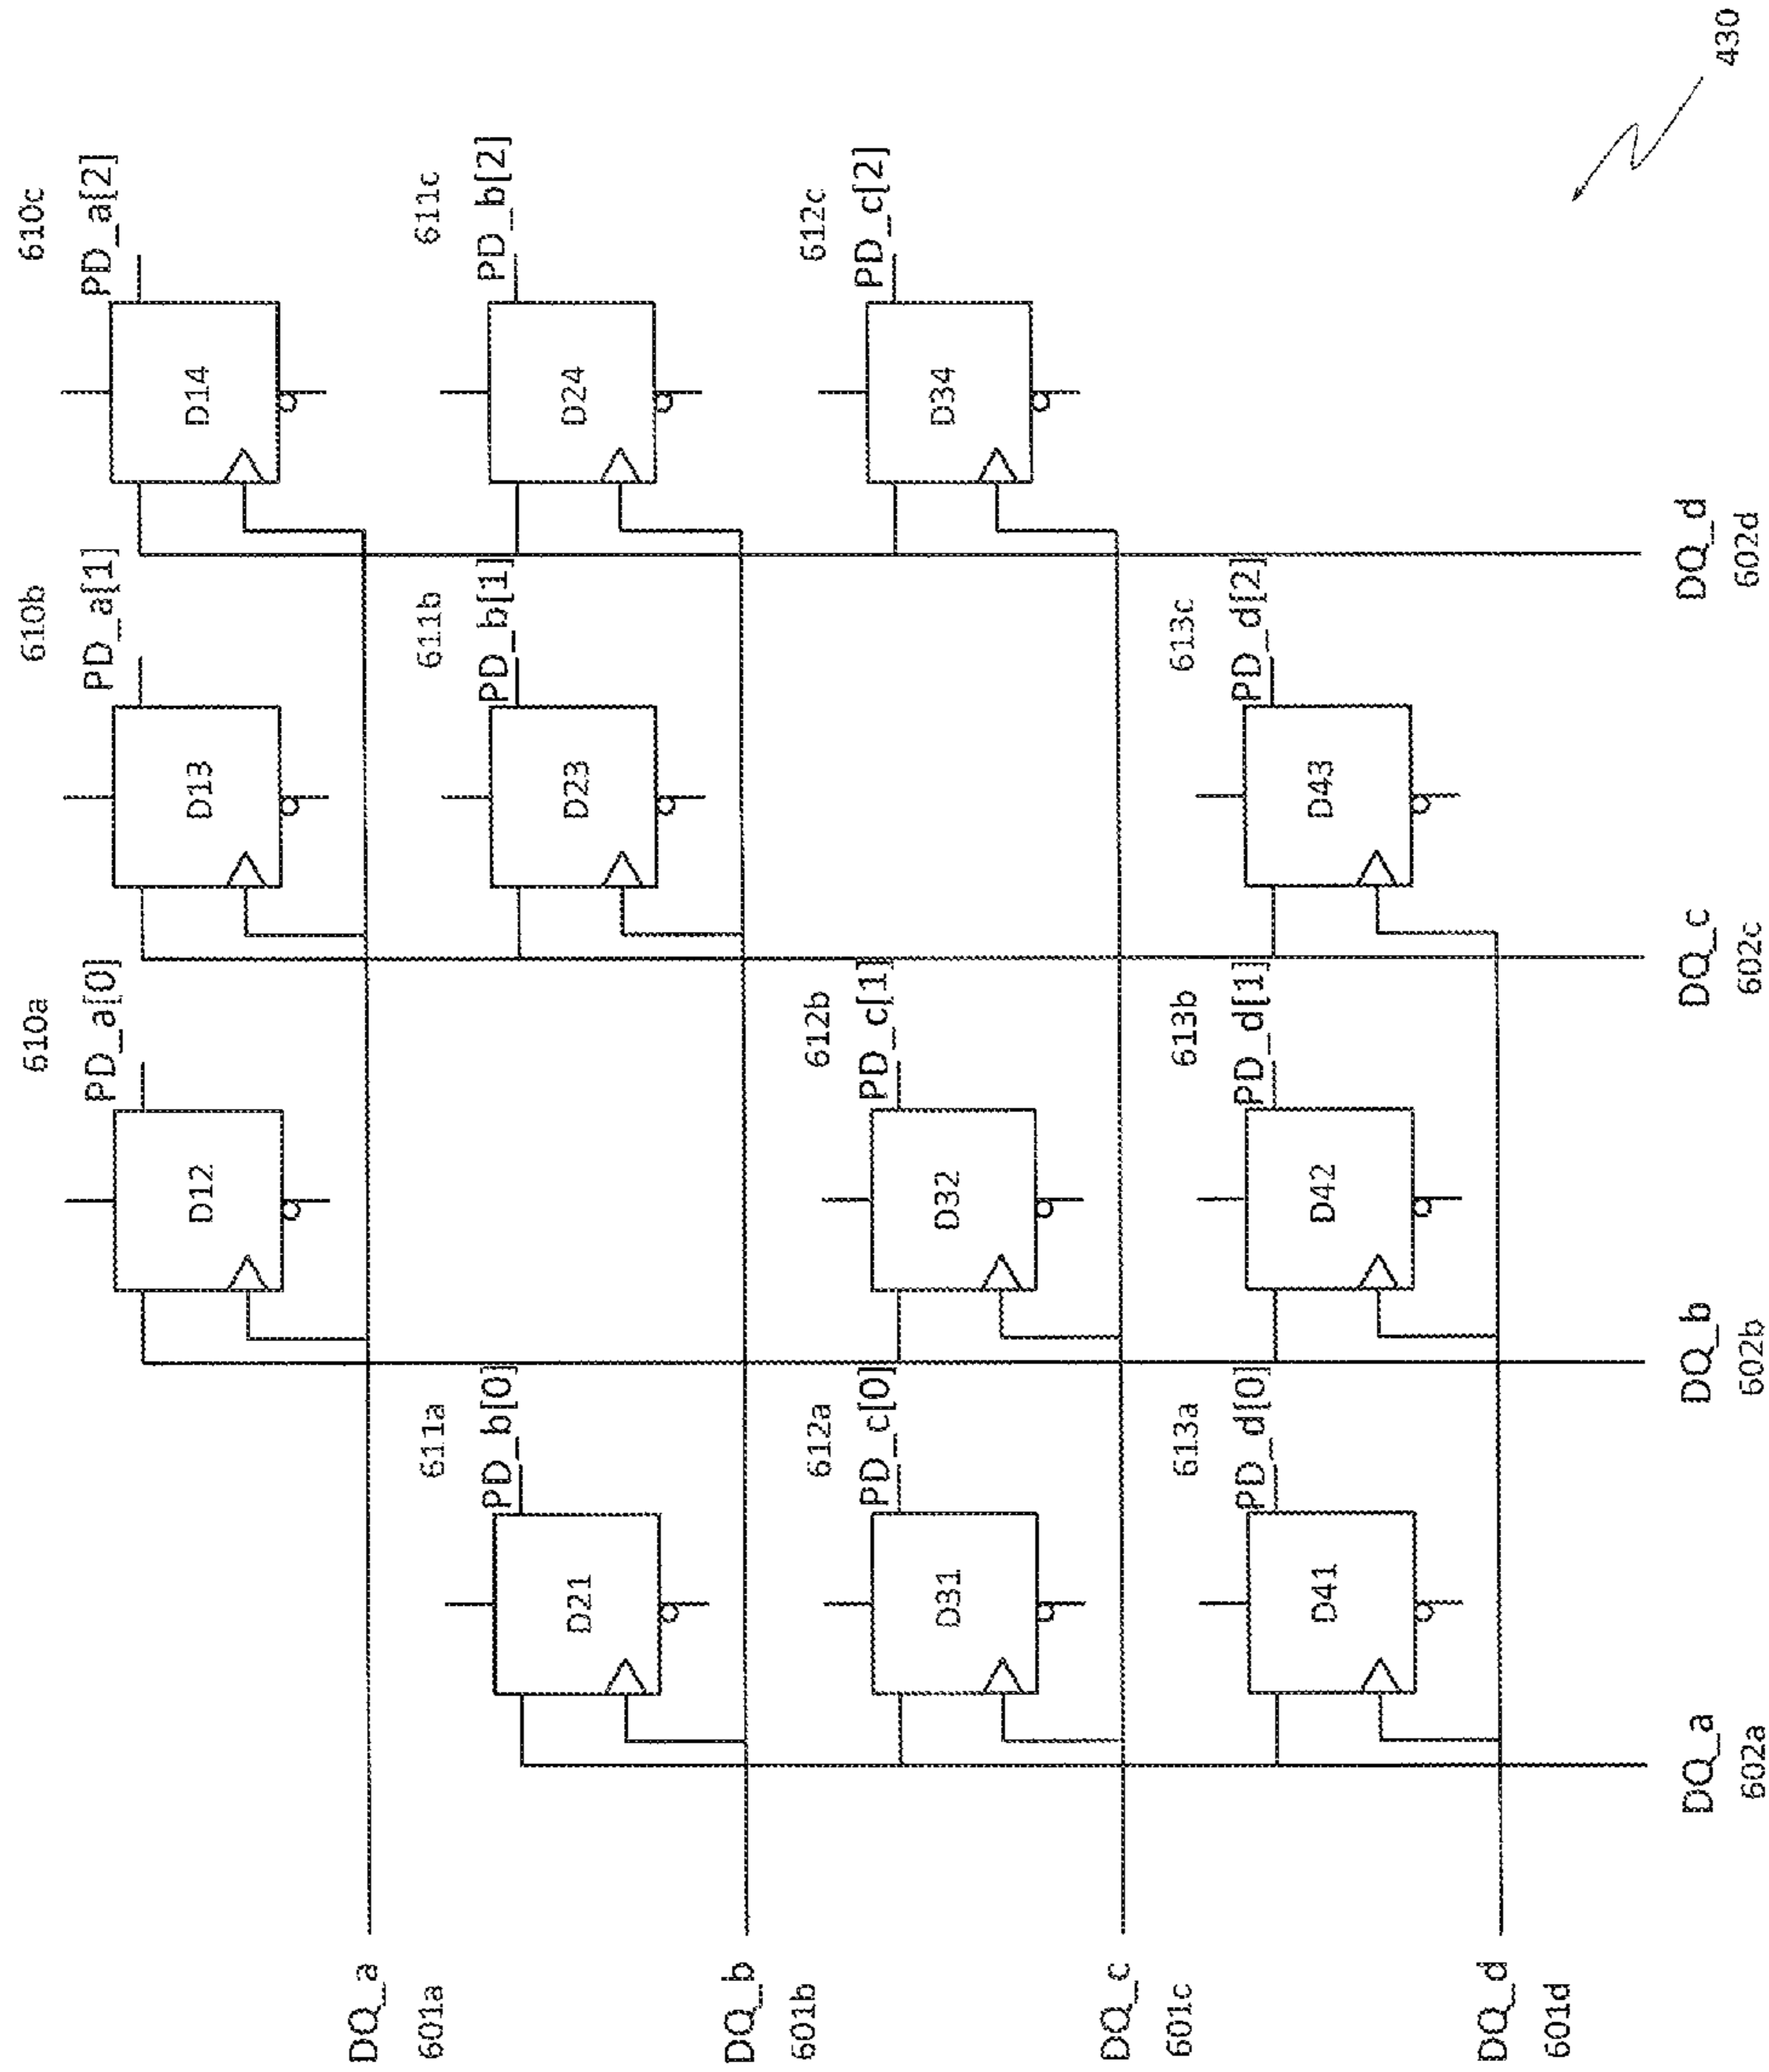 610a
610b
610c
PD_a[0]
PD_a[1]
PD_a[2]
D12
D13
D14
DQ_a
601a
611a
611b
611c
PD_b[0]
PD_b[1]
PD_b[2]
D21
D23
D24
DQ_b
601b
612a
612b
612c
PD_c[0]
PD_c[1]
PD_c[2]
D31
D32
D34
DQ_c
601c
613a
613b
613c
PD_d[0]
PD_d[1]
PD_d[2]
D41
D42
D43
DQ_d
601d
DQ_a
DQ_b
DQ_c
DQ_d
602a
602b
602c
602d
430